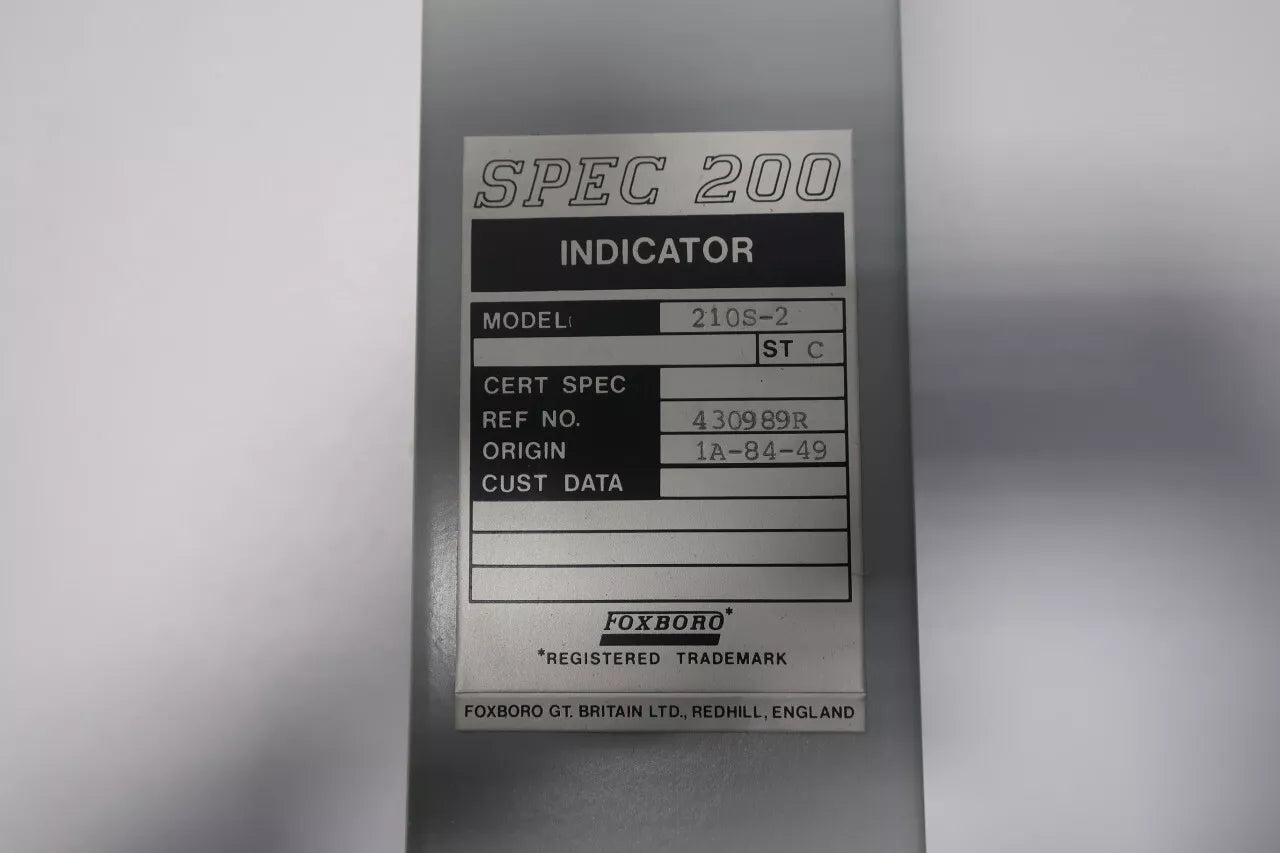 SPEC 200
INDICATOR
MODEL 210S-2
ST C
CERT SPEC
REF NO. 430989R
ORIGIN 1A-84-49
CUST DATA
FOXBORO*
*REGISTERED TRADEMARK
FOXBORO GT. BRITAIN LTD., REDHILL, ENGLAND